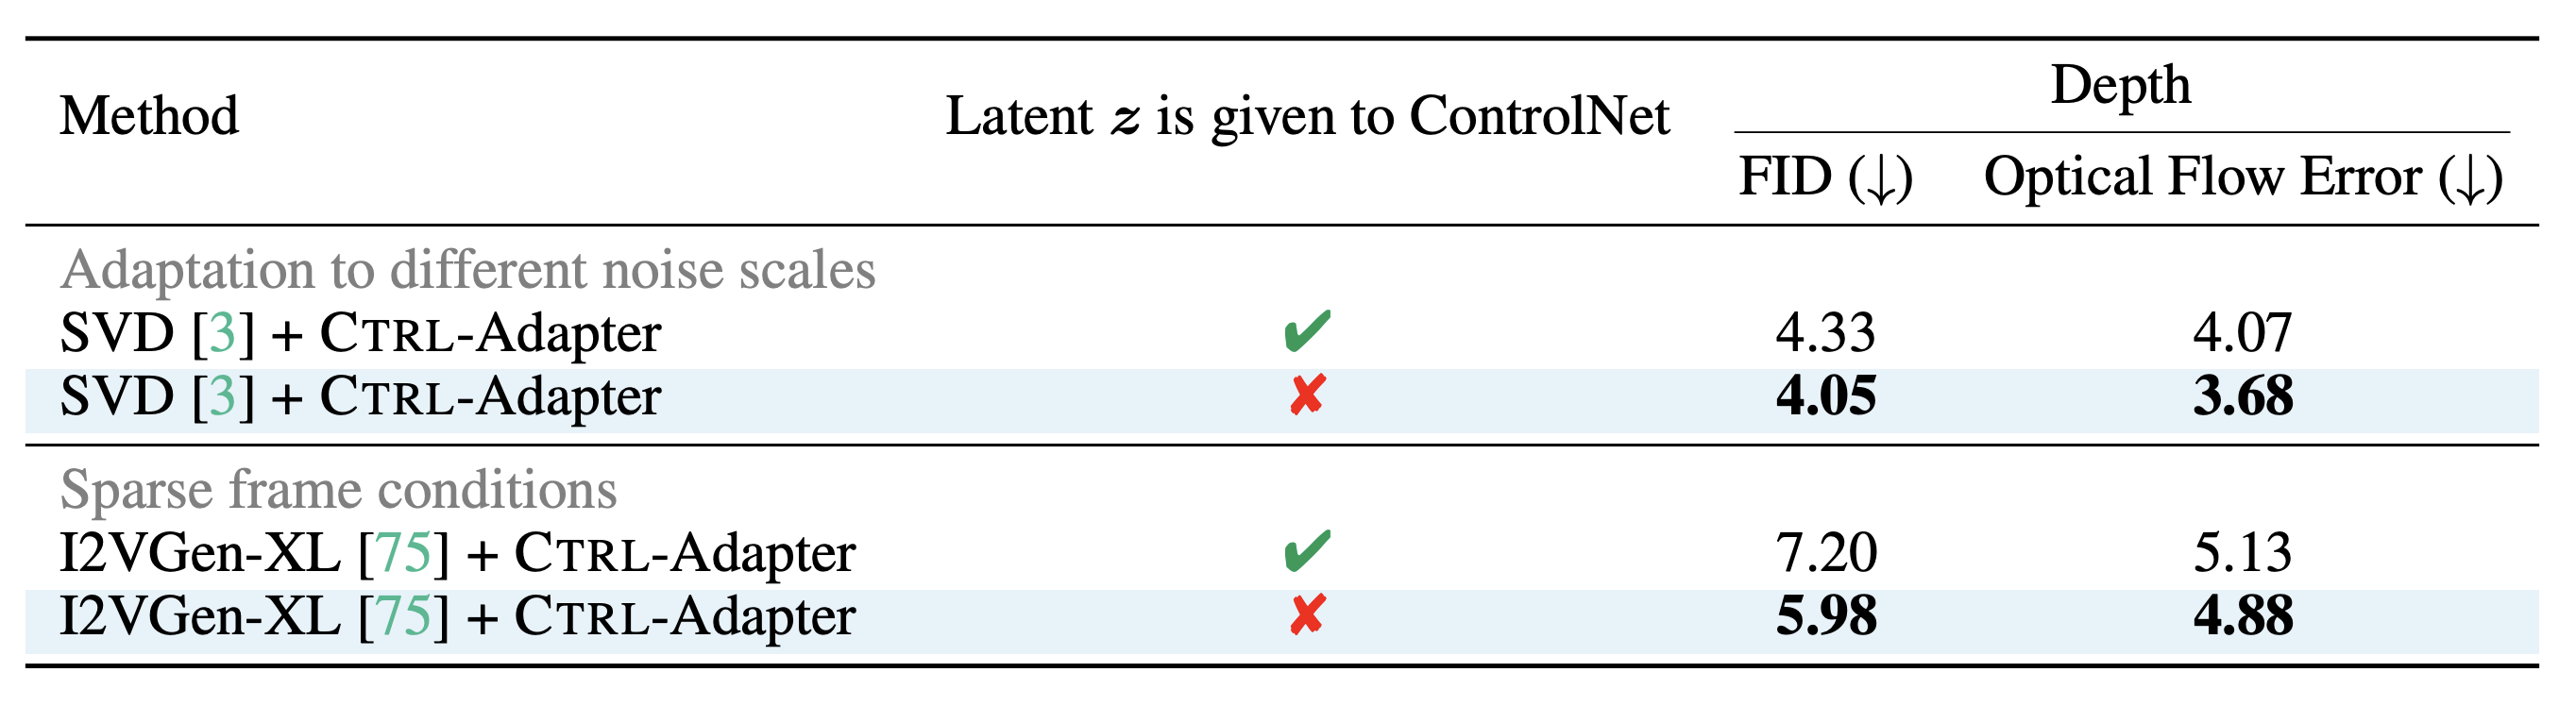 Method Latent z is given to ControlNet Depth
FID (↓) Optical Flow Error (↓)
Adaptation to different noise scales
SVD [3] + CTRL-Adapter ✔ 4.33 4.07
SVD [3] + CTRL-Adapter ✘ 4.05 3.68
Sparse frame conditions
I2VGen-XL [75] + CTRL-Adapter ✔ 7.20 5.13
I2VGen-XL [75] + CTRL-Adapter ✘ 5.98 4.88